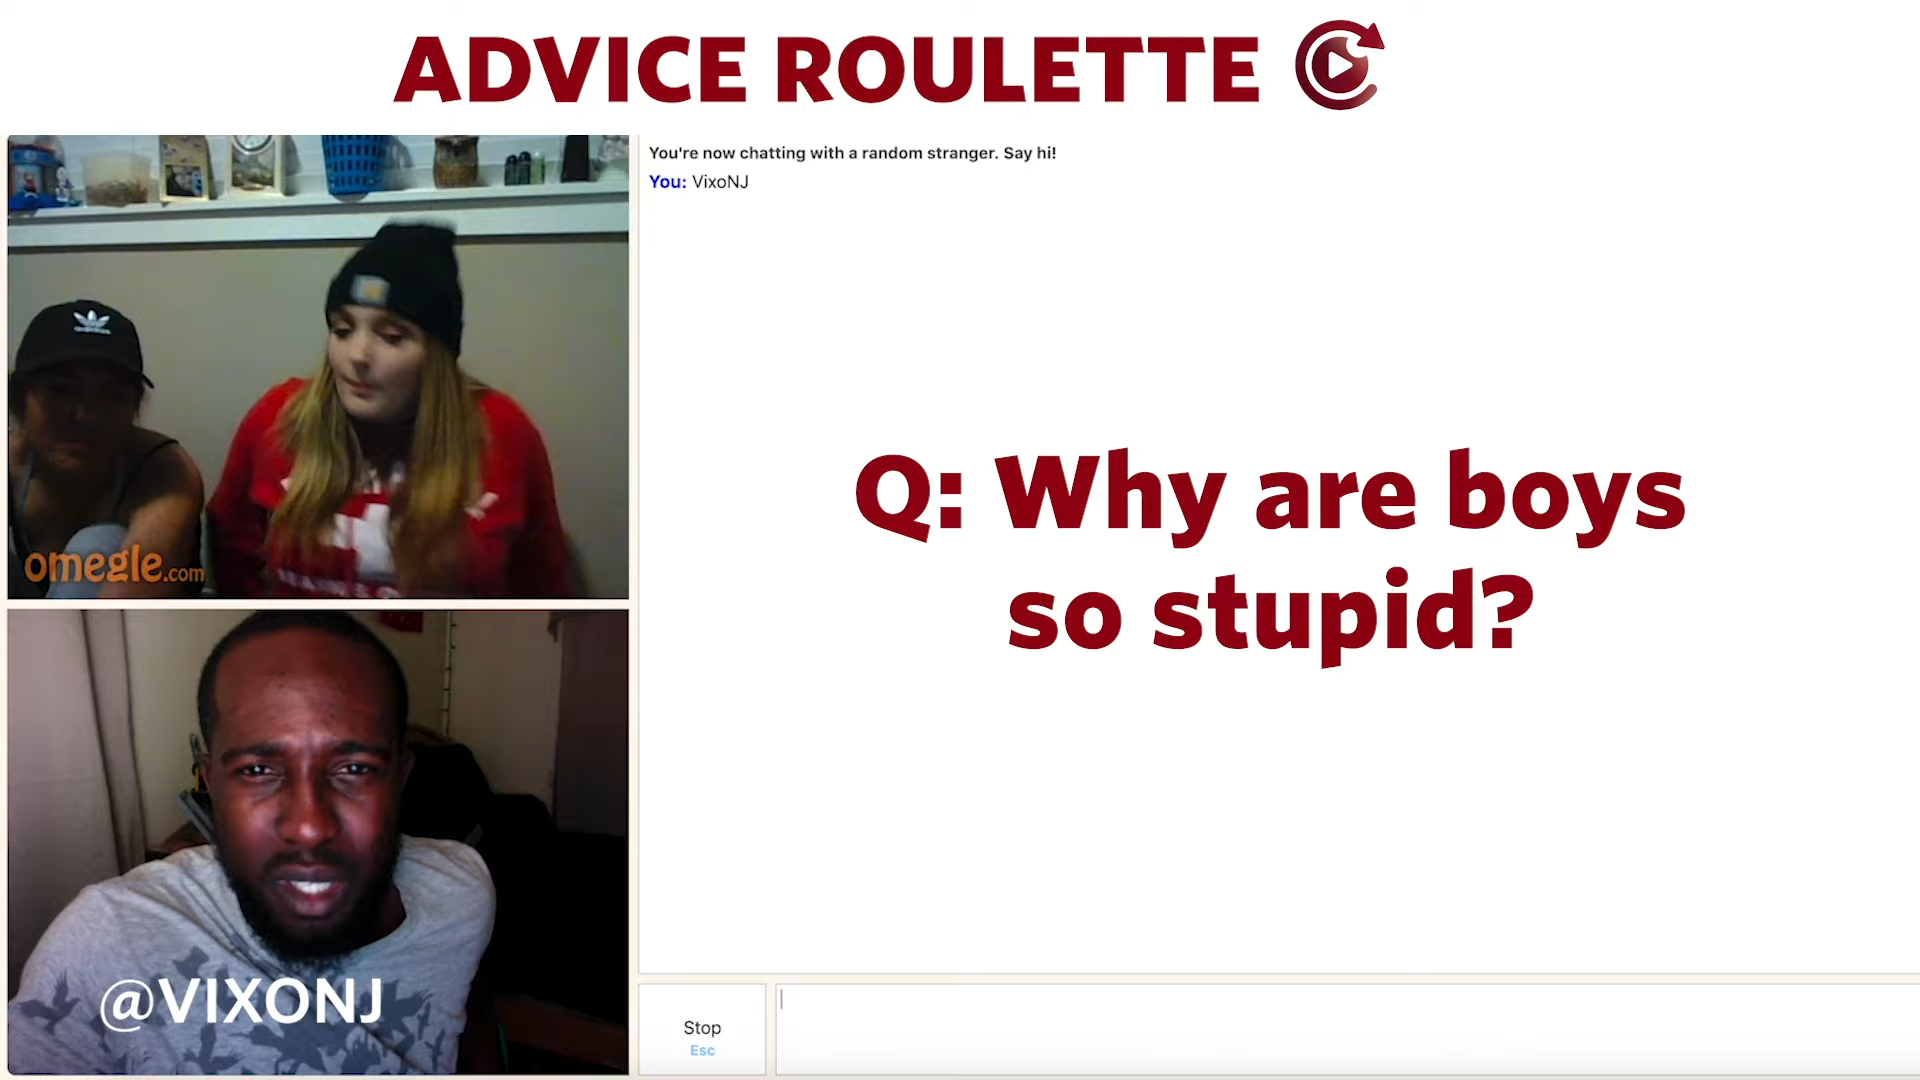 ADVICE ROULETTE
You're now chatting with a random stranger. Say hi!
You: VixoNJ
omegle.com
Q: Why are boys
so stupid?
@VIXONJ
Stop
Esc